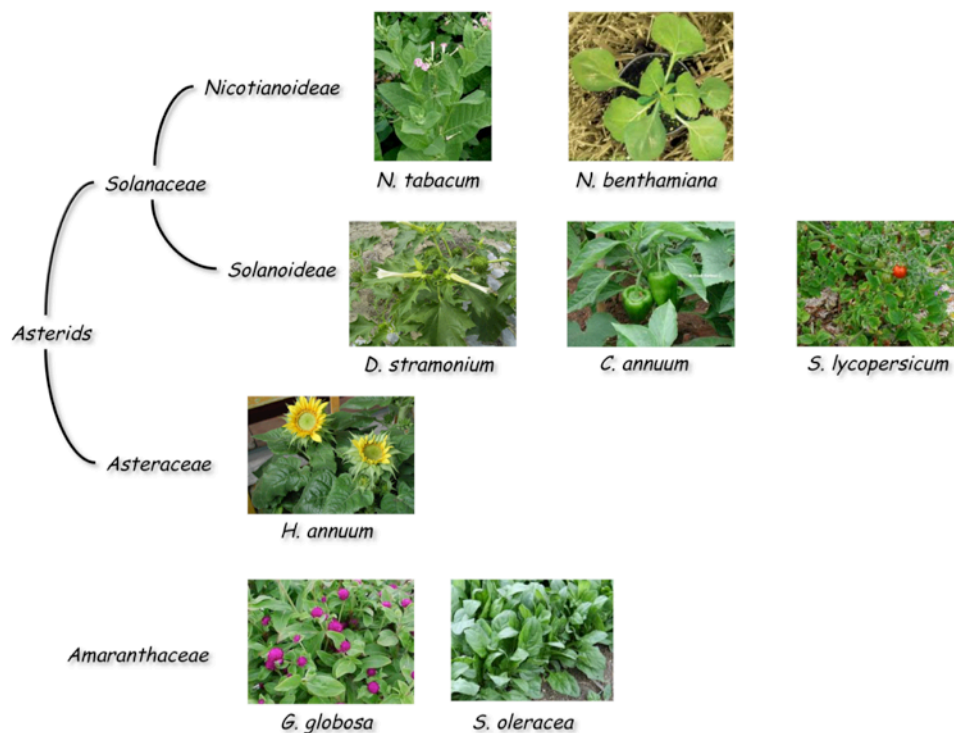 Nicotianoideae
N. tabacum
N. benthamiana
Solanaceae
Solanoideae
D. stramonium
C. annuum
S. lycopersicum
Asterids
Asteraceae
H. annuum
Amaranthaceae
G. globosa
S. oleracea